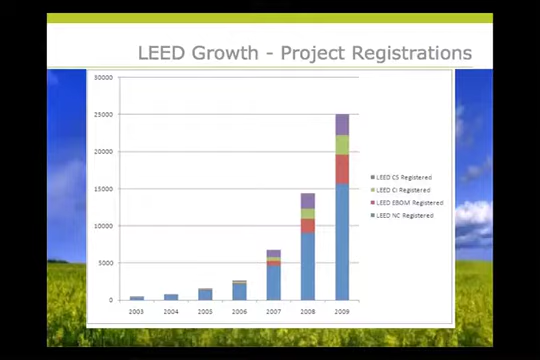 LEED Growth - Project Registrations
30000
25000
20000
15000
10000
5000
0
2003 2004 2005 2006 2007 2008 2009
LEED CS Registered
LEED CI Registered
LEED EBOM Registered
LEED NC Registered